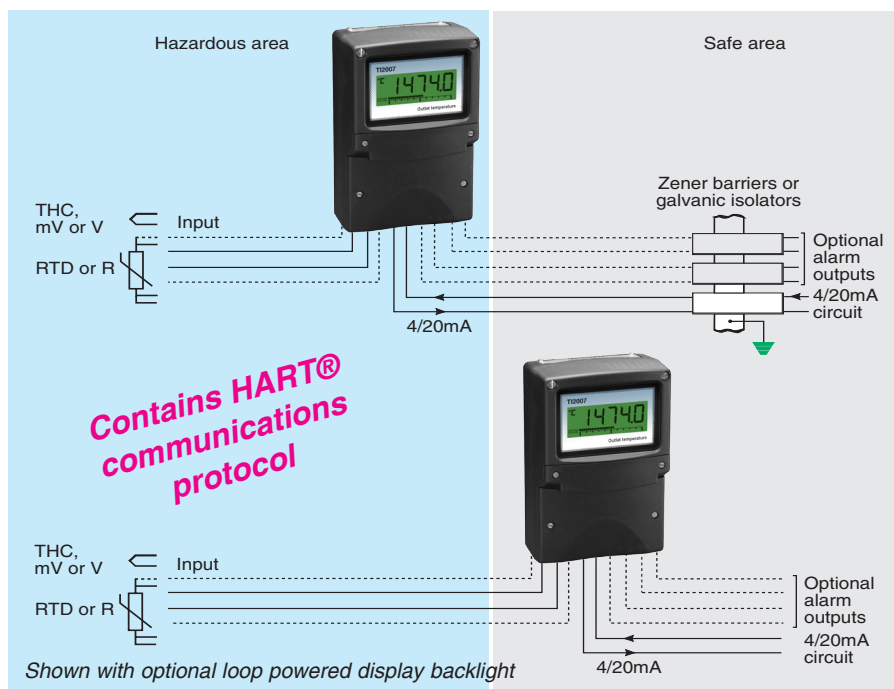 Hazardous area
Safe area
TI2007
°C
1474.0
Outlet temperature
Zener barriers or
galvanic isolators
THC,
mV or V
Input
RTD or R
Optional
alarm
outputs
4/20mA
circuit
4/20mA
Contains HART®
communications
protocol
TI2007
°C
1474.0
Outlet temperature
THC,
mV or V
Input
RTD or R
Optional
alarm
outputs
4/20mA
circuit
4/20mA
Shown with optional loop powered display backlight